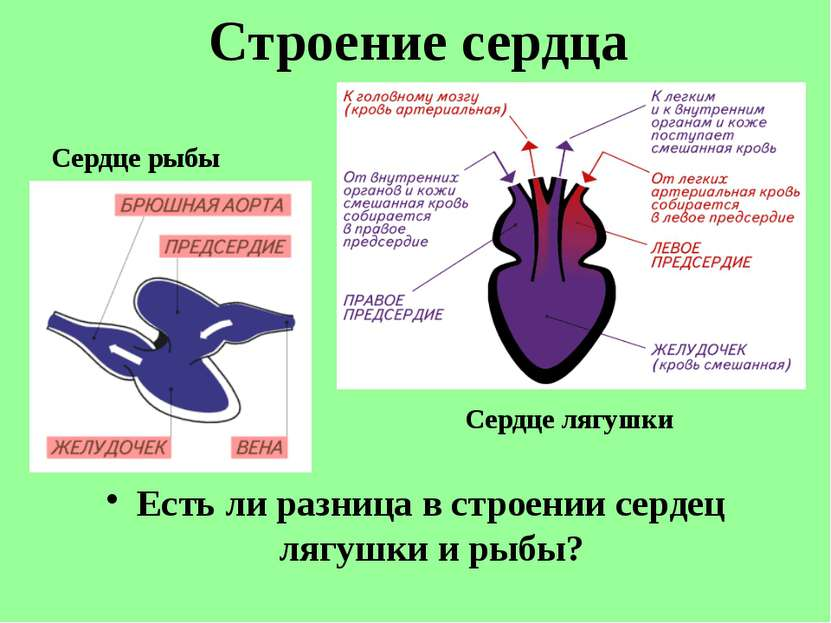 Строение сердца
Сердце рыбы
БРЮШНАЯ АОРТА
ПРЕДСЕРДИЕ
ЖЕЛУДОЧЕК
ВЕНА
К головному мозгу
(кровь артериальная)
К легким
и к внутренним
органам и коже
поступает
смешанная кровь
От внутренних
органов и кожи
смешанная кровь
собирается
в правое
предсердие
От легких
артериальная кровь
собирается
в левое предсердие
ЛЕВОЕ
ПРЕДСЕРДИЕ
ПРАВОЕ
ПРЕДСЕРДИЕ
ЖЕЛУДОЧЕК
(кровь смешанная)
Сердце лягушки
• Есть ли разница в строении сердец
лягушки и рыбы?